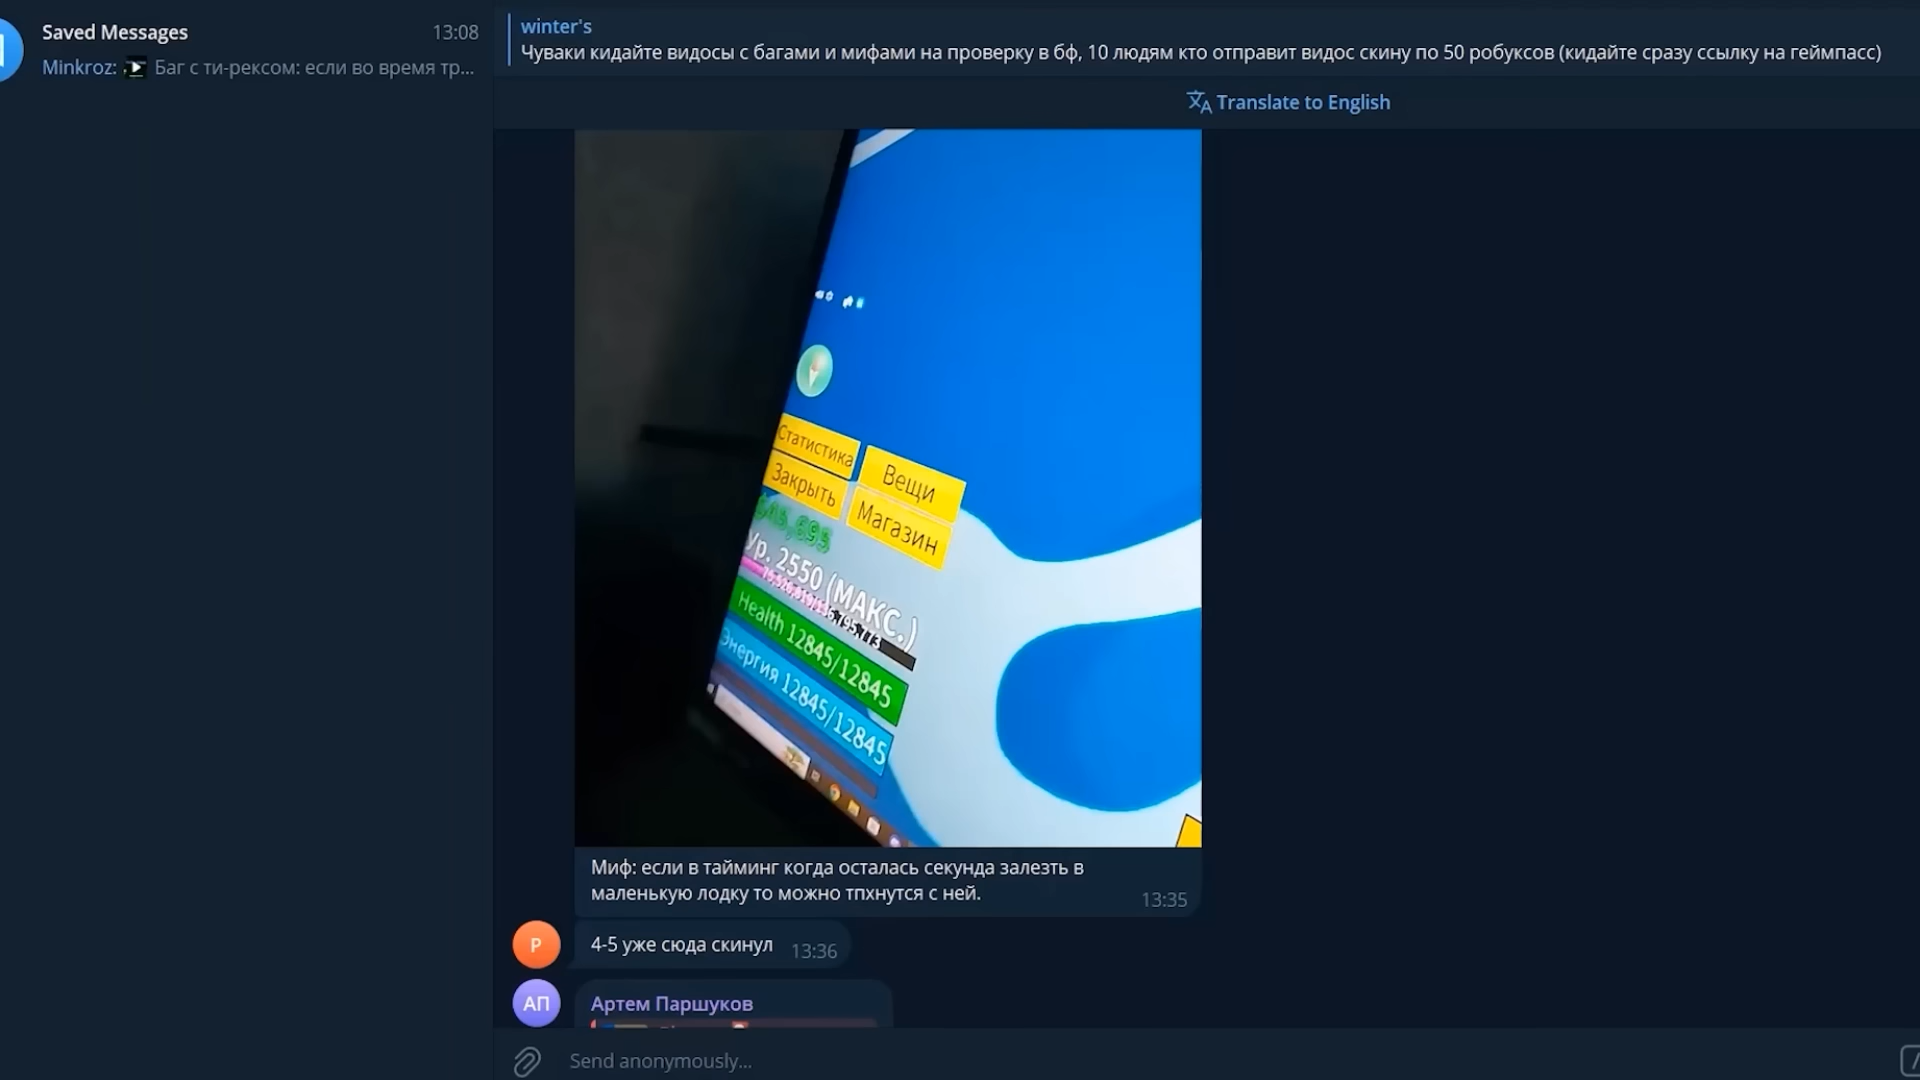 Saved Messages 13:08
Minkroz: Баг с ти-рексом: если во время тр...
winter's
Чуваки кидайте видосы с багами и мифами на проверку в бф, 10 людям кто отправит видос скину по 50 робуксов (кидайте сразу ссылку на геймпасс)
Translate to English
Статистика
Вещи
Закрыть
Магазин
Ур. 2550 (МАКС.)
Health 12845/12845
Энергия 12845/12845
Миф: если в тайминг когда осталась секунда залезть в
маленькую лодку то можно тпхнутся с ней.
13:35
Р
4-5 уже сюда скинул 13:36
АП
Артем Паршуков
Send anonymously...